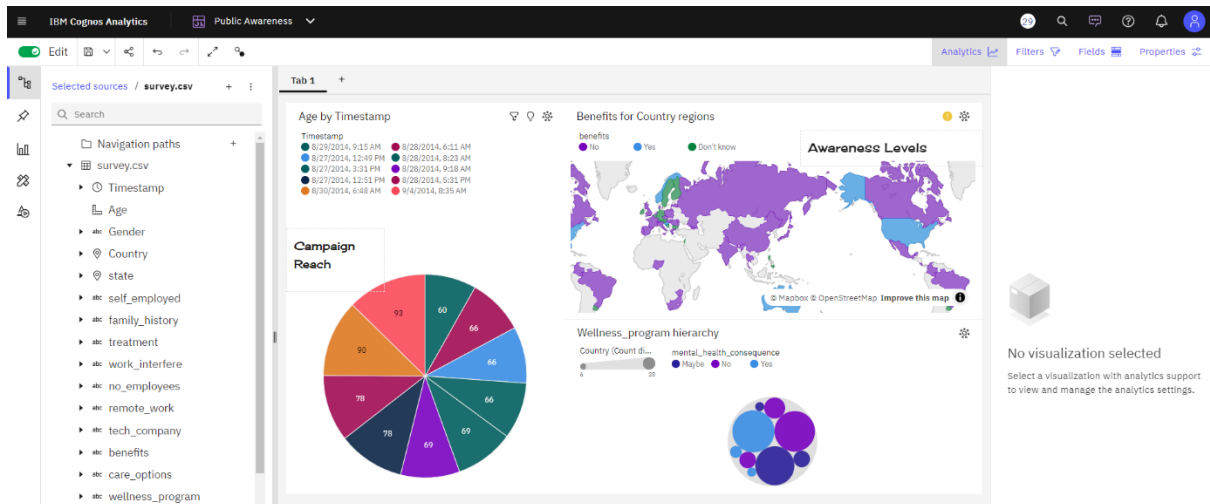 IBM Cognos Analytics
Public Awareness
29
Edit
Analytics
Filters
Fields
Properties
Selected sources / survey.csv
Search
Navigation paths
survey.csv
Timestamp
Age
Gender
Country
state
self_employed
family_history
treatment
work_interfere
no_employees
remote_work
tech_company
benefits
care_options
wellness_program
Tab 1
Age by Timestamp
Timestamp
8/29/2014, 9:15 AM 8/28/2014, 6:11 AM
8/27/2014, 12:49 PM 8/28/2014, 8:23 AM
8/27/2014, 3:31 PM 8/28/2014, 9:18 AM
8/27/2014, 12:51 PM 8/28/2014, 5:31 PM
8/30/2014, 6:48 AM 9/4/2014, 8:35 AM
Campaign
Reach
60
66
66
66
69
69
78
78
90
93
Benefits for Country regions
benefits
No Yes Don't know
Awareness Levels
© Mapbox © OpenStreetMap Improve this map
Wellness_program hierarchy
Country (Count di...
6
28
mental_health_consequence
Maybe No Yes
No visualization selected
Select a visualization with analytics support
to view and manage the analytics settings.